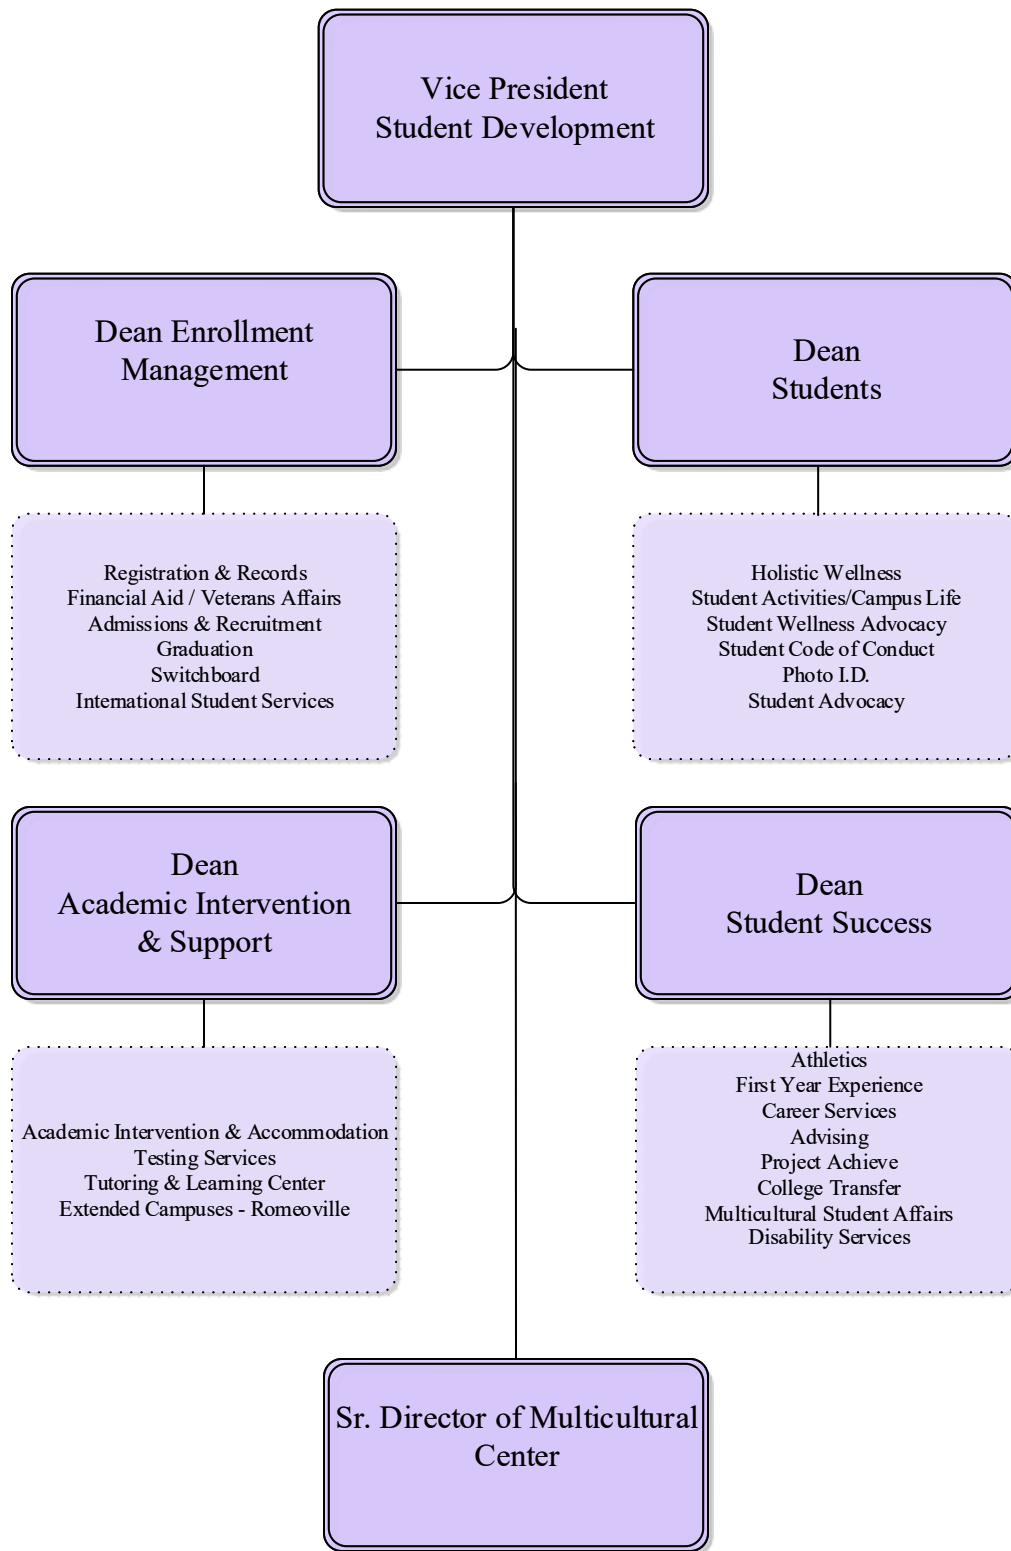 Vice President
Student Development
Dean Enrollment
Management
Dean
Students
Registration & Records
Financial Aid / Veterans Affairs
Admissions & Recruitment
Graduation
Switchboard
International Student Services
Holistic Wellness
Student Activities/Campus Life
Student Wellness Advocacy
Student Code of Conduct
Photo I.D.
Student Advocacy
Dean
Academic Intervention
& Support
Dean
Student Success
Academic Intervention & Accommodation
Testing Services
Tutoring & Learning Center
Extended Campuses - Romeoville
Athletics
First Year Experience
Career Services
Advising
Project Achieve
College Transfer
Multicultural Student Affairs
Disability Services
Sr. Director of Multicultural
Center